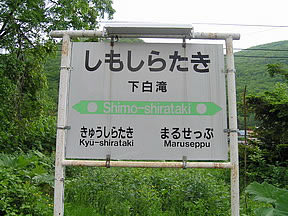 しもしらたき
下白滝
Shimo-shirataki
きゅうしらたき まるせっぷ
Kyū-shirataki Maruseppu